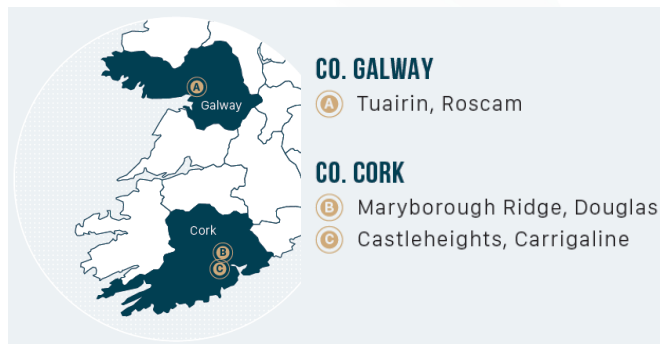 A
Galway
Cork
B
C
CO. GALWAY
A Tuairin, Roscam
CO. CORK
B Maryborough Ridge, Douglas
C Castleheights, Carrigaline